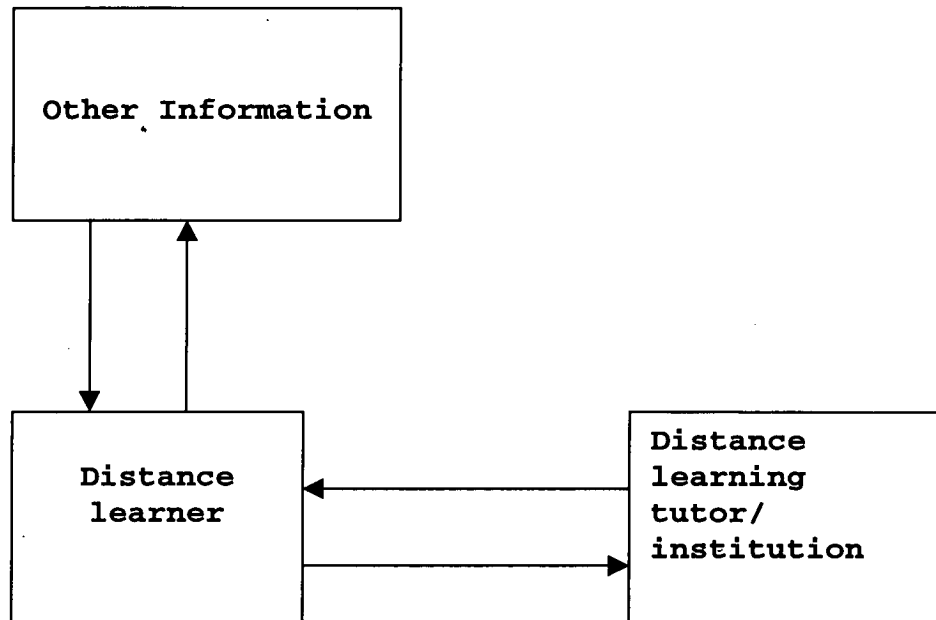 Other Information
Distance
learner
Distance
learning
tutor/
institution